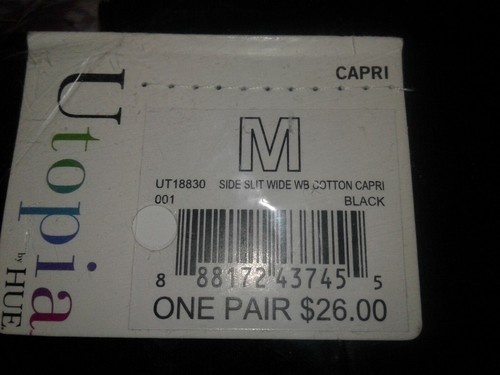 Utopia
by HUE
CAPRI
M
UT18830 SIDE SLIT WIDE WB COTTON CAPRI
001 BLACK
8 88172 43745 5
ONE PAIR $26.00